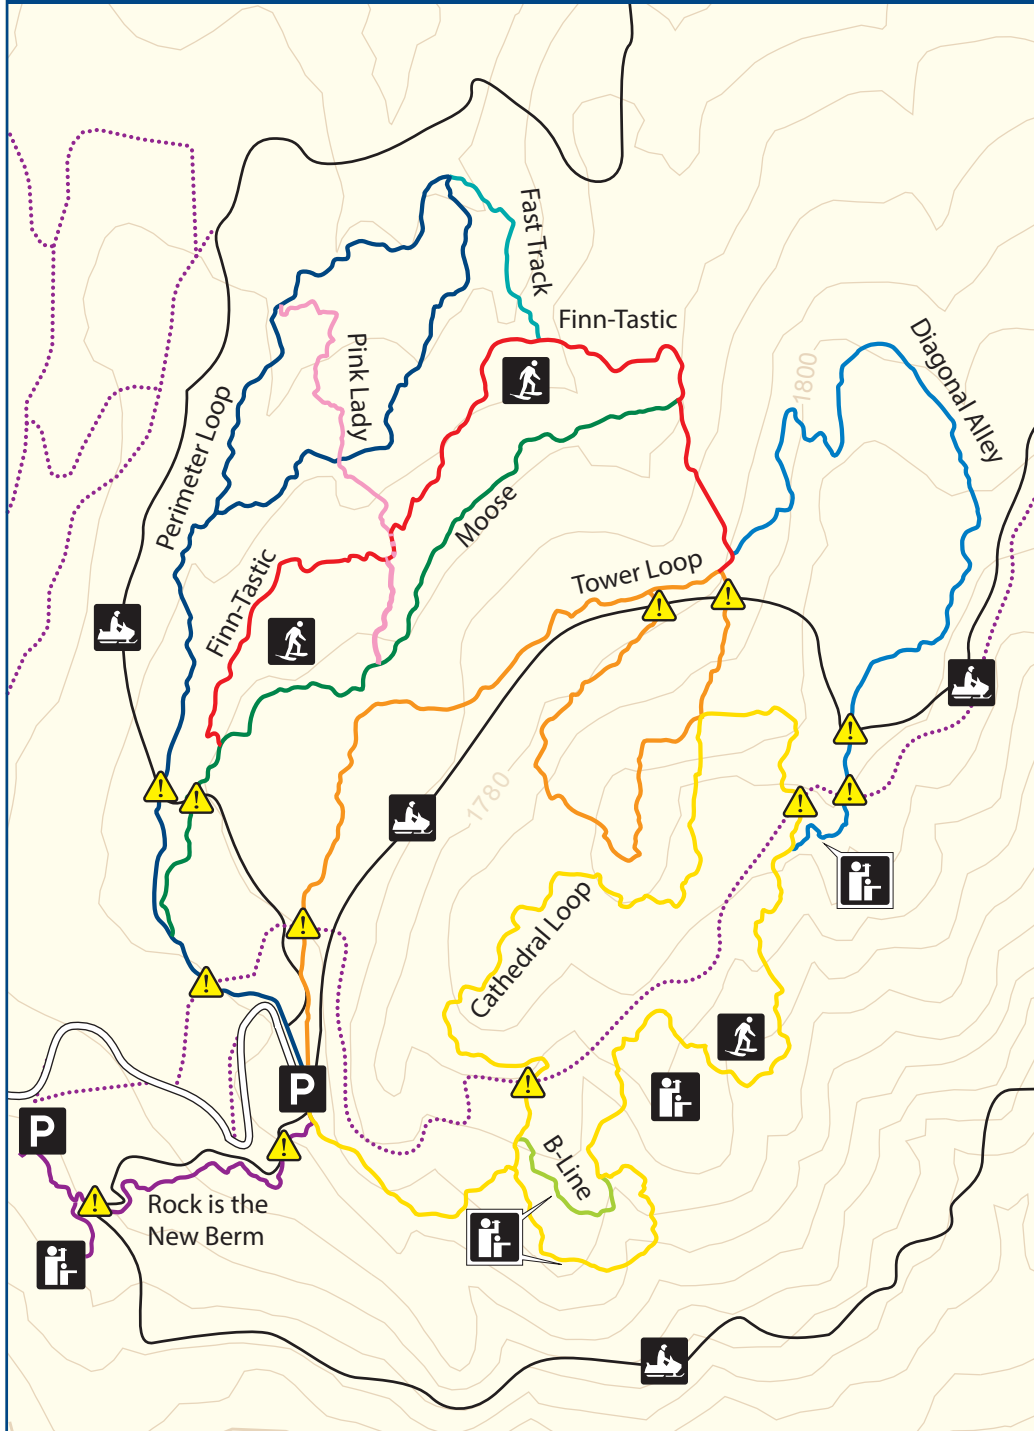 Fast Track
Finn-Tastic
Diagonal Alley
1800
Pink Lady
Perimeter Loop
Moose
Tower Loop
Finn-Tastic
1780
Cathedral Loop
P
P
B-Line
Rock is the
New Berm